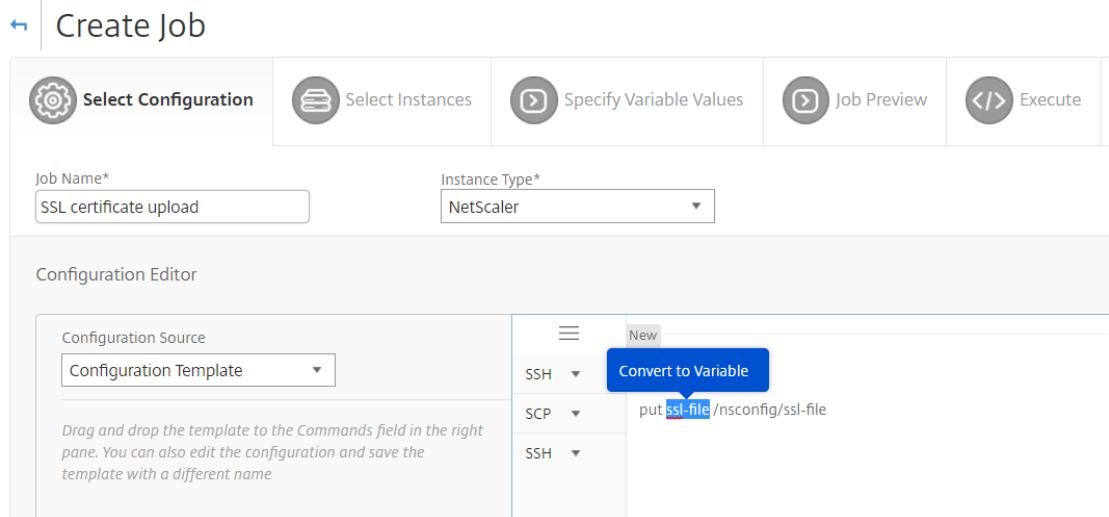 Create Job
Select Configuration
Select Instances
Specify Variable Values
Job Preview
Execute
Job Name*
Instance Type*
SSL certificate upload
NetScaler
Configuration Editor
Configuration Source
Configuration Template
Drag and drop the template to the Commands field in the right
pane. You can also edit the configuration and save the
template with a different name
New
Convert to Variable
SSH
SCP
put ssl-file /nsconfig/ssl-file
SSH